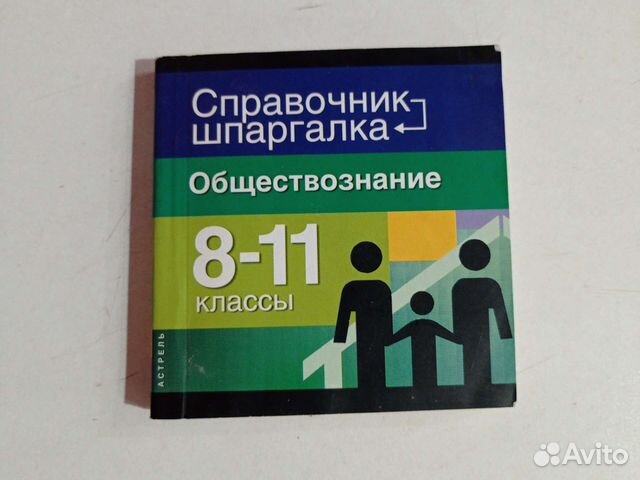 Справочник-
шпаргалка
Обществознание
8-11
классы
АСТРЕЛЬ
Avito